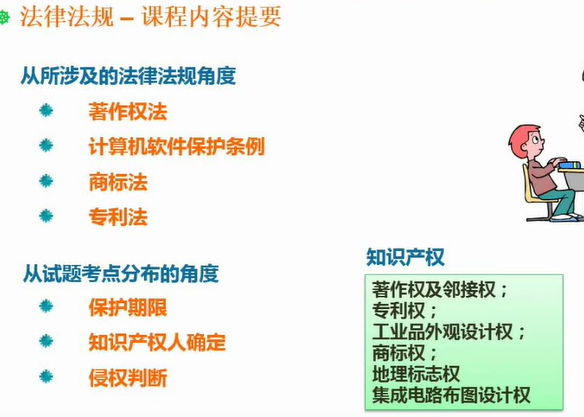 法律法规 – 课程内容提要
从所涉及的法律法规角度
著作权法
计算机软件保护条例
商标法
专利法
从试题考点分布的角度
保护期限
知识产权人确定
侵权判断
知识产权
著作权及邻接权；
专利权；
工业品外观设计权；
商标权；
地理标志权
集成电路布图设计权